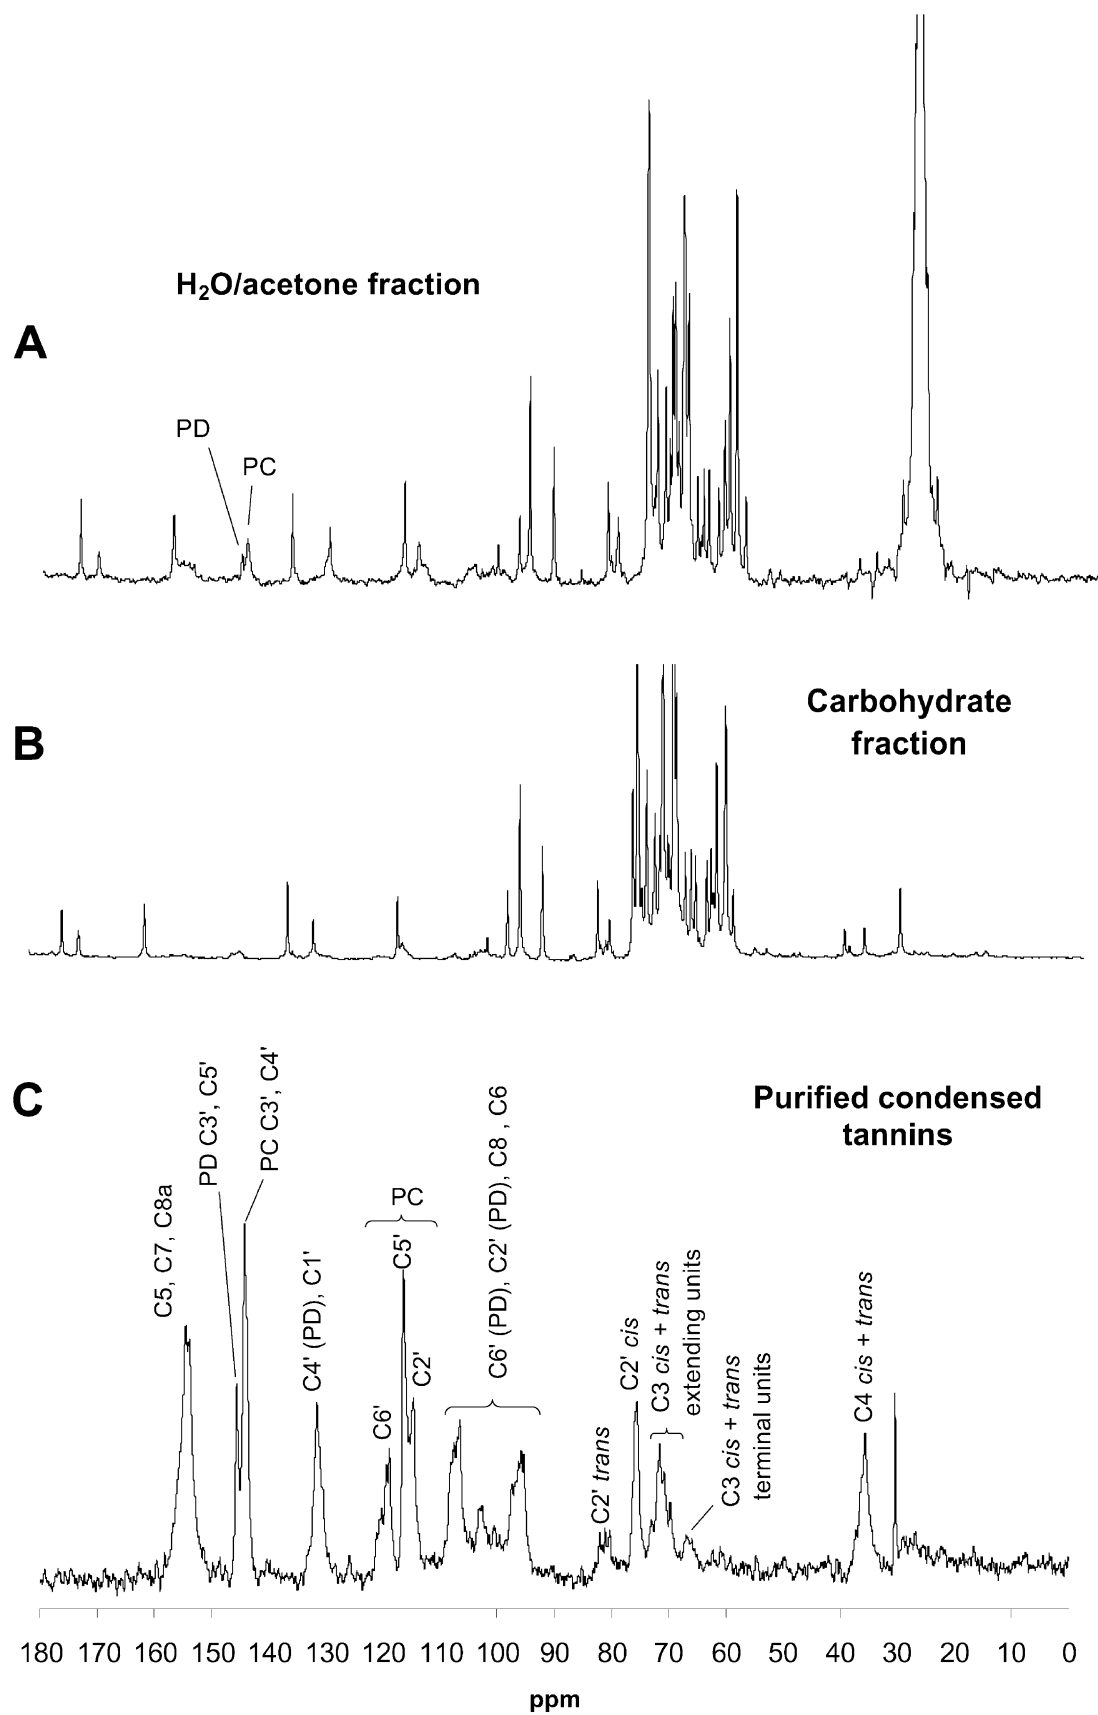 H₂O/acetone fraction
A
PD
PC
Carbohydrate
fraction
B
C
Purified condensed
tannins
C5, C7, C8a
PD C3', C5'
PC C3', C4'
C4' (PD), C1'
PC
C6'
C5'
C2'
C6' (PD), C2' (PD), C8 , C6
C2' trans
C2' cis
C3 cis + trans
extending units
C3 cis + trans
terminal units
C4 cis + trans
180 170 160 150 140 130 120 110 100 90 80 70 60 50 40 30 20 10 0
ppm